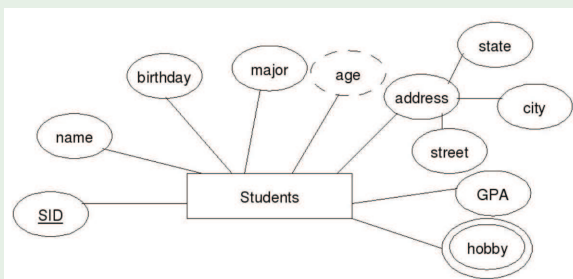 state
birthday
major
age
address
city
name
street
Students
GPA
SID
hobby